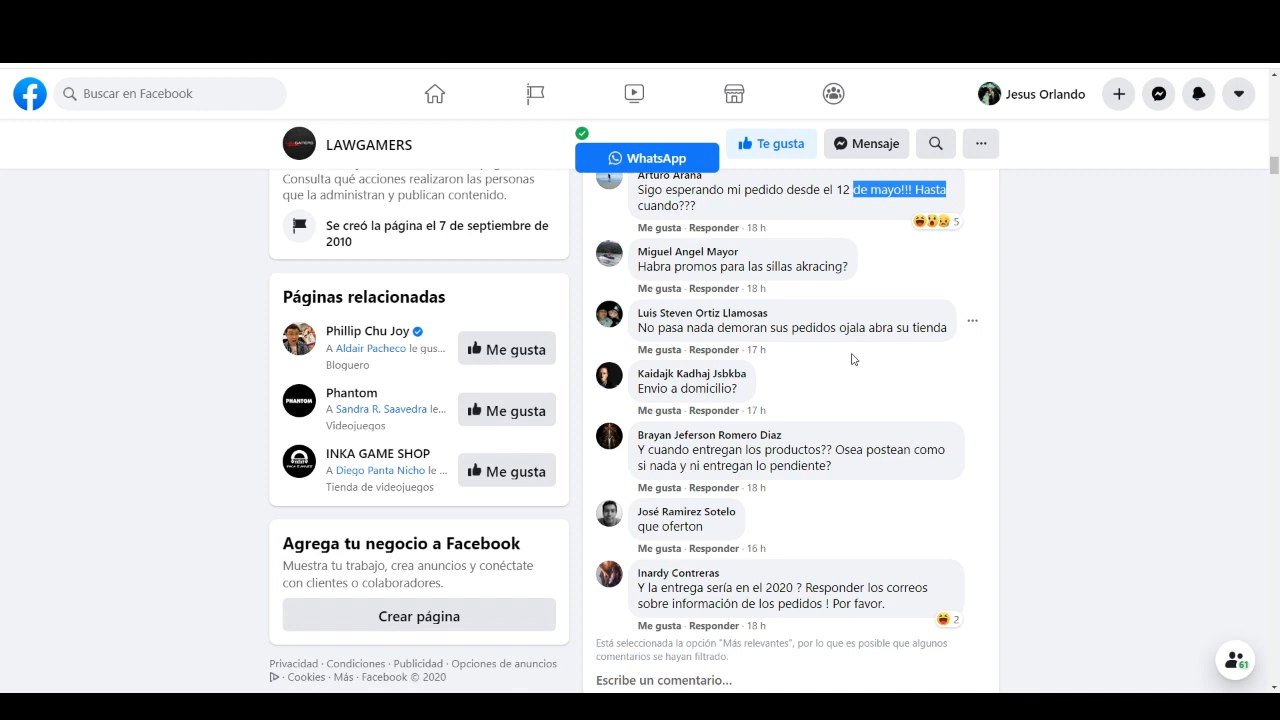 Buscar en Facebook
Jesus Orlando
LAWGAMERS
WhatsApp
Te gusta
Mensaje
Consulta qué acciones realizaron las personas
que la administran y publican contenido.
Se creó la página el 7 de septiembre de
2010
Páginas relacionadas
Phillip Chu Joy
A Aldair Pacheco le gus...
Bloquero
Me gusta
Phantom
A Sandra R. Saavedra le...
Videojuegos
Me gusta
INKA GAME SHOP
A Diego Panta Nicho le ...
Tienda de videojuegos
Me gusta
Agrega tu negocio a Facebook
Muestra tu trabajo, crea anuncios y conéctate
con clientes o colaboradores.
Crear página
Privacidad · Condiciones · Publicidad · Opciones de anuncios
· Cookies · Más · Facebook © 2020
Arturo Arana
Sigo esperando mi pedido desde el 12 de mayo!!! Hasta
cuando???
5
Me gusta · Responder · 18 h
Miguel Angel Mayor
Habra promos para las sillas akracing?
Me gusta · Responder · 18 h
Luis Steven Ortiz Llamosas
No pasa nada demoran sus pedidos ojala abra su tienda
Me gusta · Responder · 17 h
Kaidajk Kadhaj Jsbkba
Envio a domicilio?
Me gusta · Responder · 17 h
Brayan Jeferson Romero Diaz
Y cuando entregan los productos?? Osea postean como
si nada y ni entregan lo pendiente?
Me gusta · Responder · 18 h
José Ramirez Sotelo
que oferton
Me gusta · Responder · 16 h
Inardy Contreras
Y la entrega sería en el 2020 ? Responder los correos
sobre información de los pedidos ! Por favor.
2
Me gusta · Responder · 18 h
Está seleccionada la opción "Más relevantes", por lo que es posible que algunos
comentarios se hayan filtrado.
Escribe un comentario...
61